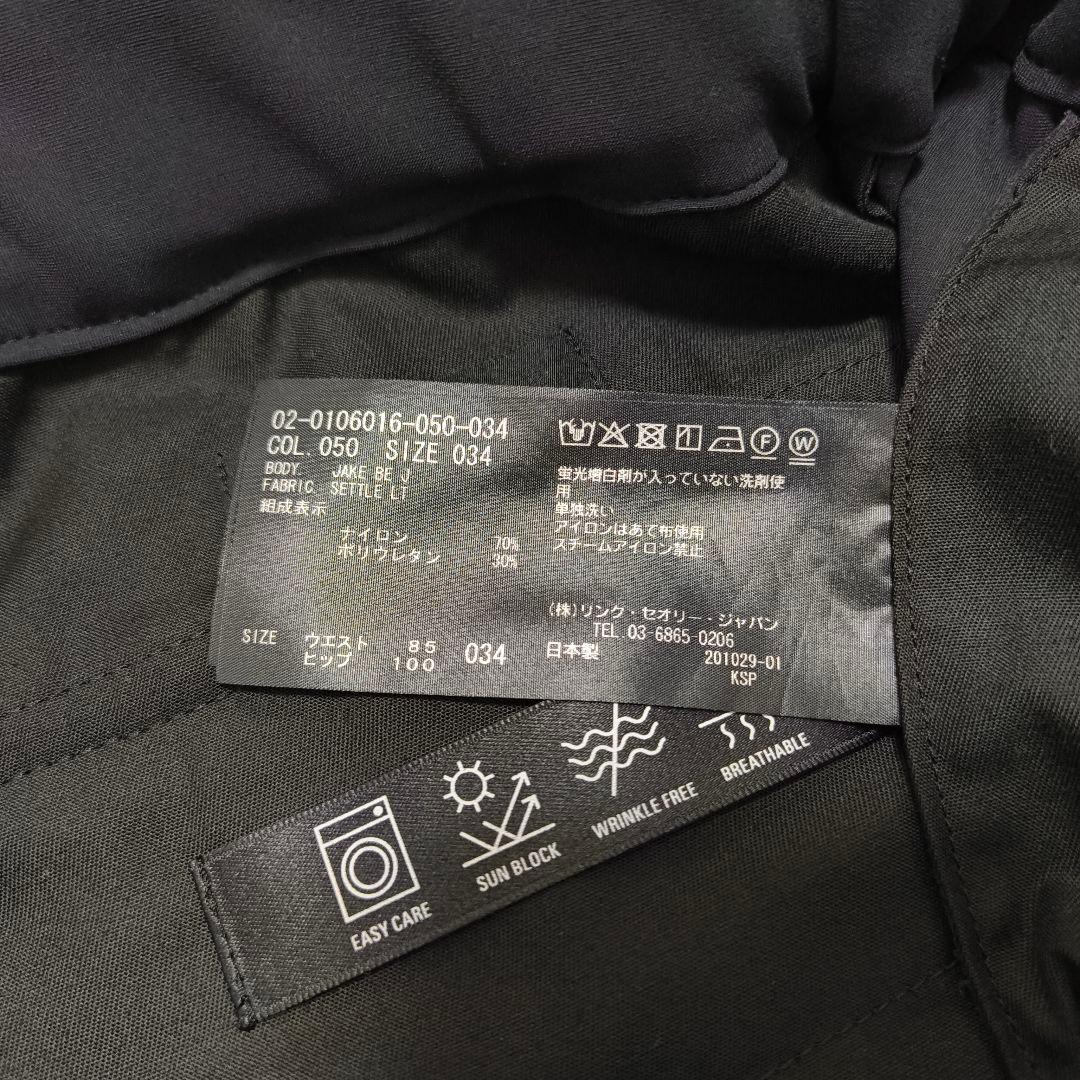 02-0106016-050-034
COL. 050 SIZE 034
BODY. JAKE BE J
FABRIC. SETTLE LT
組成表示
ナイロン 70%
ポリウレタン 30%
SIZE ウエスト 85
ヒップ 100 034
F W
蛍光増白剤が入っていない洗剤使
用
単独洗い
アイロンはあて布使用
スチームアイロン禁止
(株)リンク・セオリー・ジャパン
TEL.03-6865-0206
日本製 201029-01
KSP
EASY CARE
SUN BLOCK
WRINKLE FREE
BREATHABLE